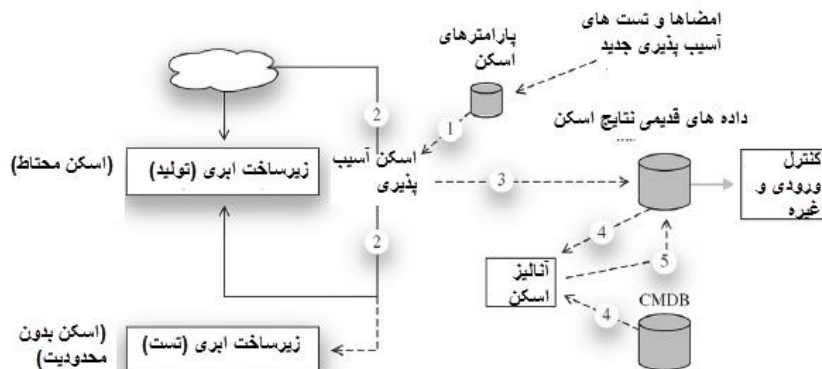 امضاها و تست های
آسیب پذیری جدید
پارامترهای
اسکن
داده های قدیمی نتایج اسکن
....
2
1
(اسکن محتاط)
زیرساخت ابری (تولید)
اسکن آسیب
پذیری
3
کنترل
ورودی و
غیره
2
4
5
آنالیز
اسکن
CMDB
4
(اسکن بدون
محدودیت)
زیرساخت ابری (تست)